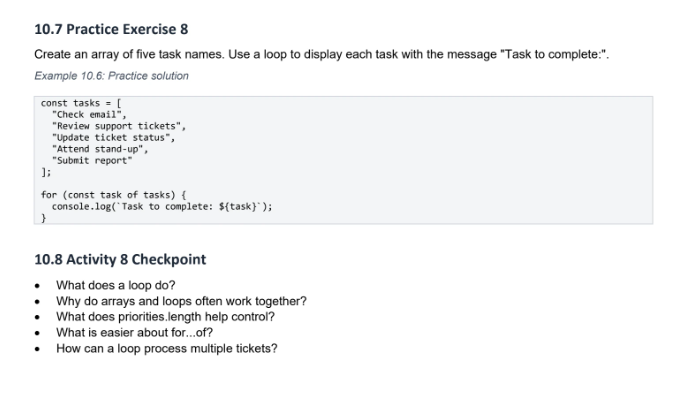 10.7 Practice Exercise 8
Create an array of five task names. Use a loop to display each task with the message "Task to complete:".
Example 10.6: Practice solution
const tasks = [
  "Check email",
  "Review support tickets",
  "Update ticket status",
  "Attend stand-up",
  "Submit report"
];
for (const task of tasks) {
  console.log(`Task to complete: ${task}`);
}
10.8 Activity 8 Checkpoint
• What does a loop do?
• Why do arrays and loops often work together?
• What does priorities.length help control?
• What is easier about for...of?
• How can a loop process multiple tickets?